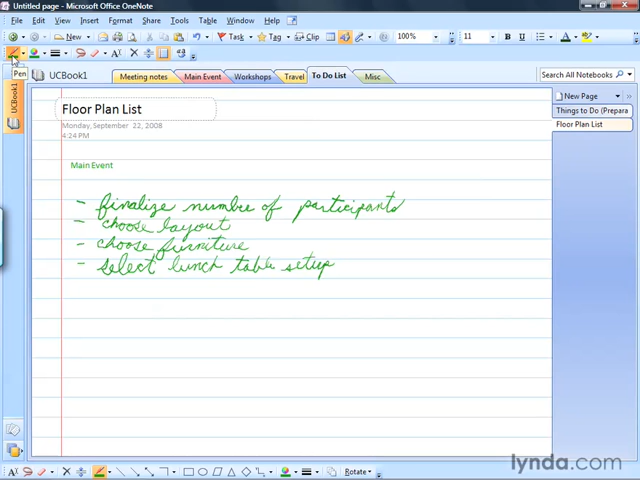 Untitled page - Microsoft Office OneNote
File Edit View Insert Format Share Tools Table Window Help
Back Task 100% 11 B U
Pen
UCBook1 Meeting notes Main Event Workshops Travel To Do List Misc Search All Notebooks
UCBook1
New Page
Things to Do (Prepara
Floor Plan List
Floor Plan List
Monday, September 22, 2008
4:24 PM
Main Event
- finalize number of participants
- choose layout
- choose furniture
- select lunch table setup
Rotate
lynda.com